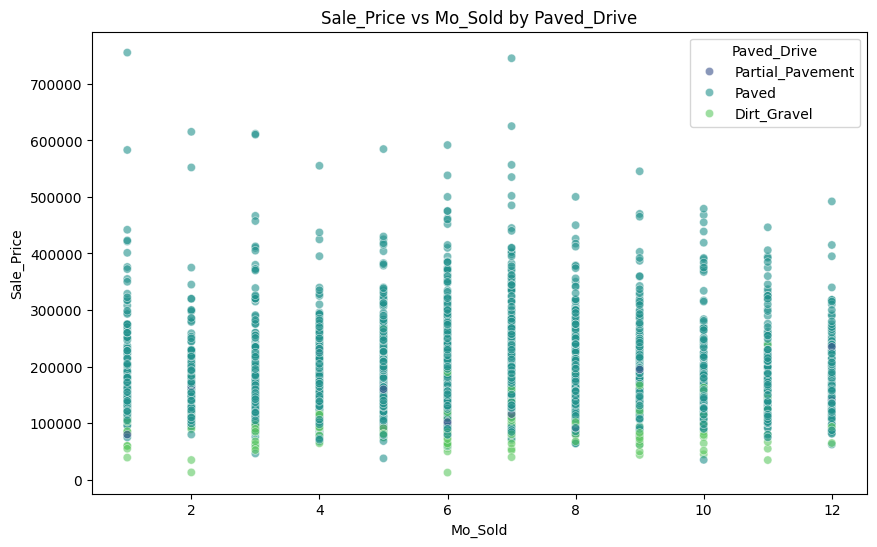 Sale_Price vs Mo_Sold by Paved_Drive
Paved_Drive
Partial_Pavement
Paved
Dirt_Gravel
Sale_Price
700000
600000
500000
400000
300000
200000
100000
0
2
4
6
8
10
12
Mo_Sold